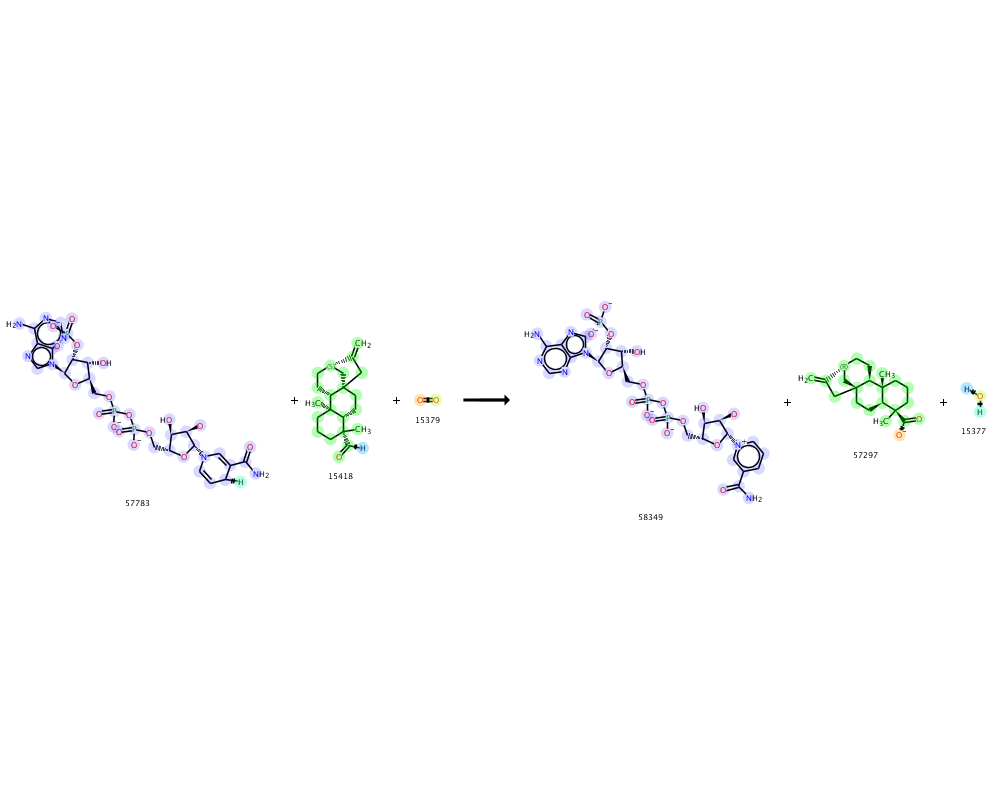 57783
+
15418
+
15379
58349
+
57297
+
15377
H₂N
N
N
N
N
N
O
O
O
O
OH
O
O
P
O
O⁻
O
O
P
O⁻
O
HO
O
O
N
O
NH₂
H
CH₂
H₃C
CH₃
O
H
O=O
O⁻
O
P
O⁻
O
H₂N
N
N
N
N
O
OH
O
O
P
O
O
O⁻
O
P
O⁻
O
HO
O
O
N⁺
O
NH₂
H₂C
CH₃
H₃C
O
O⁻
H
O
H